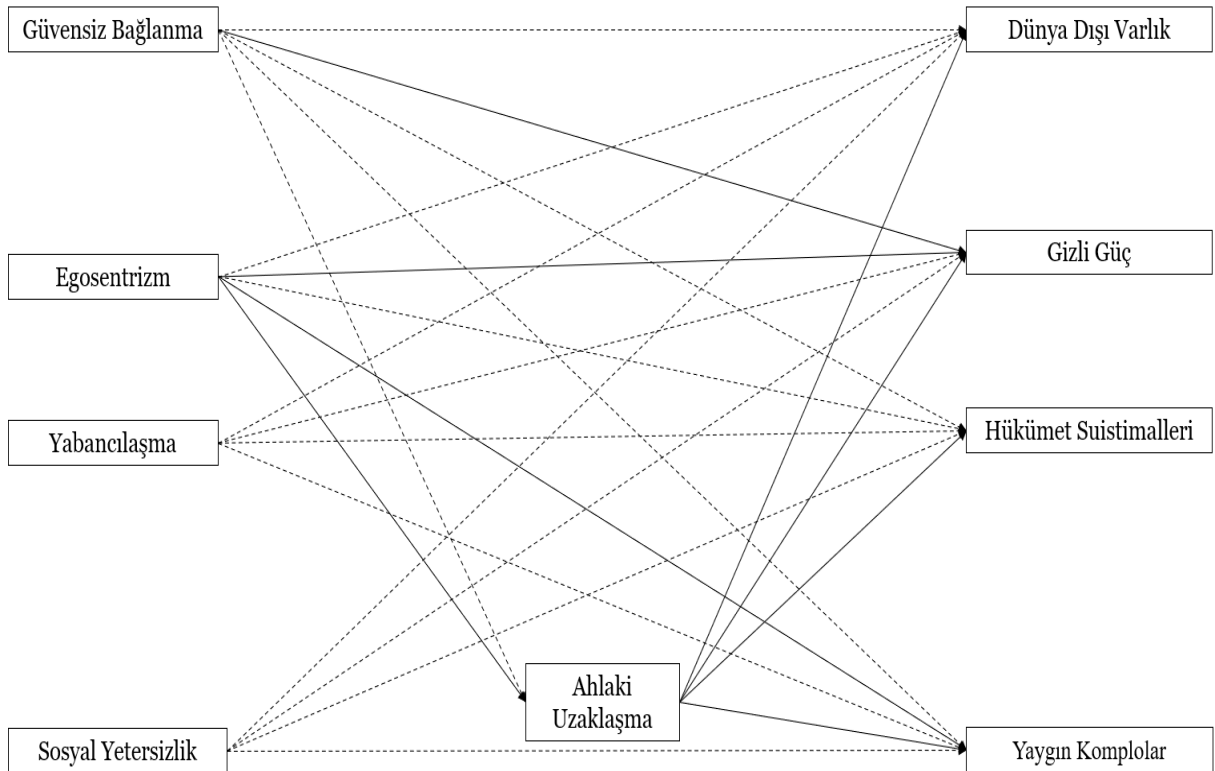 Güvensiz Bağlanma
Dünya Dışı Varlık
Egosentrizm
Gizli Güç
Yabancılaşma
Hükümet Suistimalleri
Ahlaki
Uzaklaşma
Sosyal Yetersizlik
Yaygın Komplolar